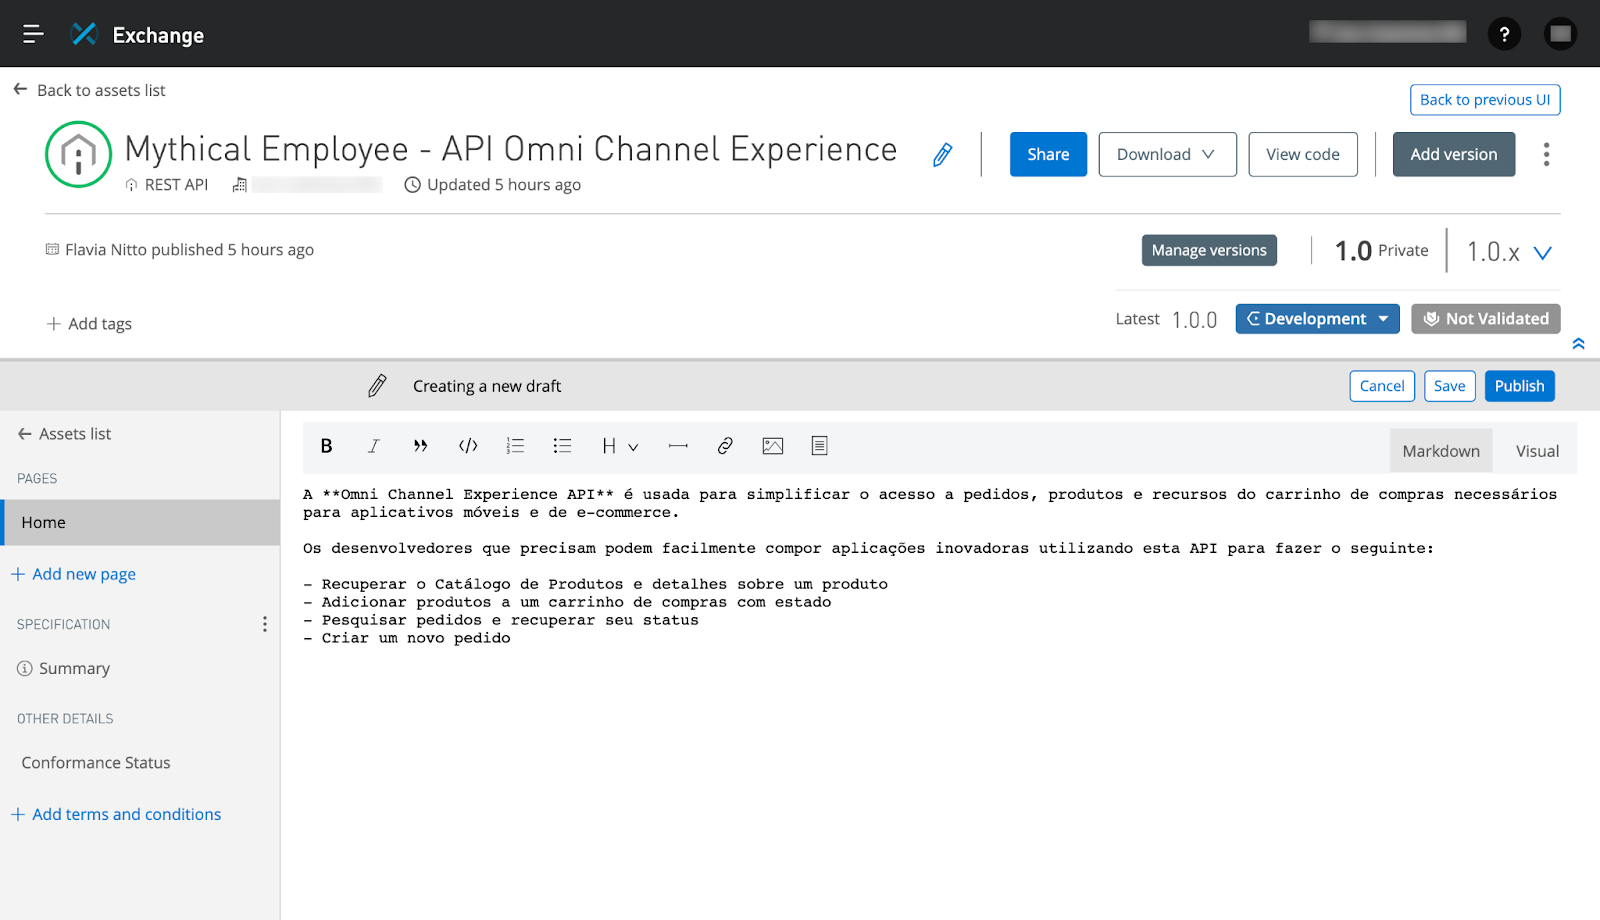 Exchange
?
Back to assets list
Back to previous UI
Mythical Employee - API Omni Channel Experience
Share
Download
View code
Add version
REST API
Updated 5 hours ago
Flavia Nitto published 5 hours ago
Manage versions
1.0 Private
1.0.x
Add tags
Latest 1.0.0
Development
Not Validated
Creating a new draft
Cancel
Save
Publish
Assets list
B I H
Markdown
Visual
PAGES
Home
Add new page
SPECIFICATION
Summary
OTHER DETAILS
Conformance Status
Add terms and conditions
A **Omni Channel Experience API** é usada para simplificar o acesso a pedidos, produtos e recursos do carrinho de compras necessários
para aplicativos móveis e de e-commerce.
Os desenvolvedores que precisam podem facilmente compor aplicações inovadoras utilizando esta API para fazer o seguinte:
- Recuperar o Catálogo de Produtos e detalhes sobre um produto
- Adicionar produtos a um carrinho de compras com estado
- Pesquisar pedidos e recuperar seu status
- Criar um novo pedido